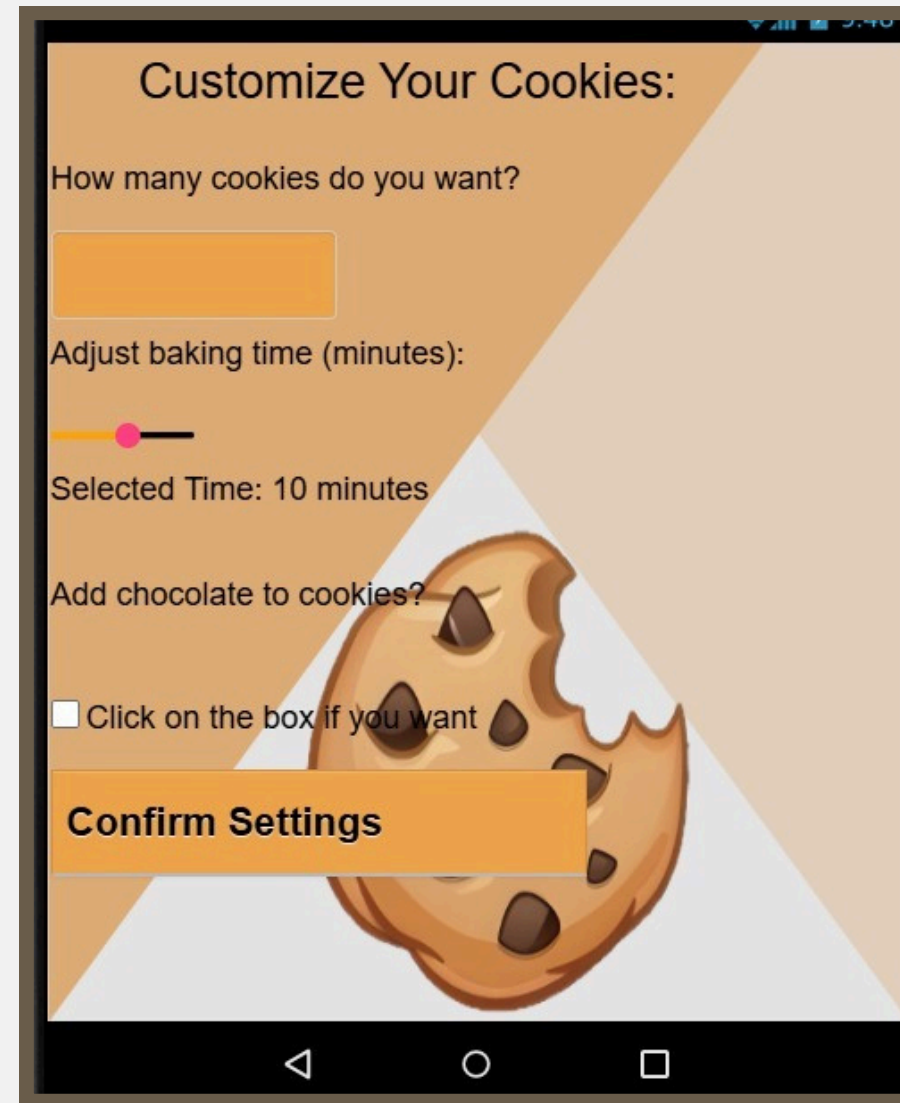 Customize Your Cookies:
How many cookies do you want?
Adjust baking time (minutes):
Selected Time: 10 minutes
Add chocolate to cookies?
Click on the box if you want
Confirm Settings